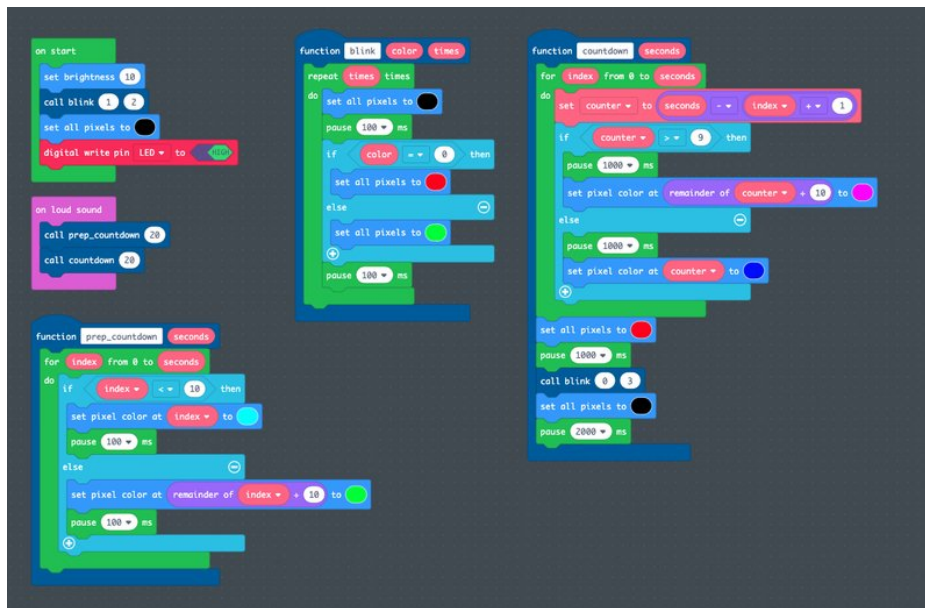 on start
set brightness 10
call blink 1 2
set all pixels to
digital write pin LED to HIGH
on loud sound
call prep_countdown 20
call countdown 20
function prep_countdown seconds
for index from 0 to seconds
do
if index < 10 then
set pixel color at index to
pause 100 ms
else
set pixel color at remainder of index ÷ 10 to
pause 100 ms
function blink color times
repeat times times
do
set all pixels to
pause 100 ms
if color = 0 then
set all pixels to
else
set all pixels to
pause 100 ms
function countdown seconds
for index from 0 to seconds
do
set counter to seconds - index + 1
if counter > 9 then
pause 1000 ms
set pixel color at remainder of counter ÷ 10 to
else
pause 1000 ms
set pixel color at counter to
set all pixels to
pause 1000 ms
call blink 0 3
set all pixels to
pause 2000 ms